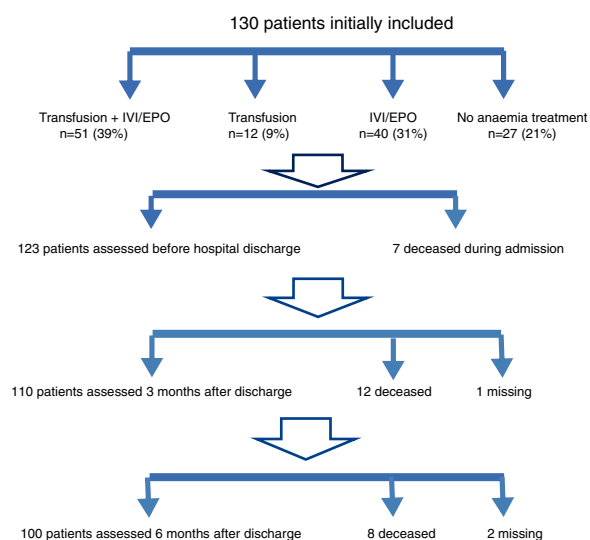 130 patients initially included
Transfusion + IVI/EPO
n=51 (39%)
Transfusion
n=12 (9%)
IVI/EPO
n=40 (31%)
No anaemia treatment
n=27 (21%)
123 patients assessed before hospital discharge
7 deceased during admission
110 patients assessed 3 months after discharge
12 deceased
1 missing
100 patients assessed 6 months after discharge
8 deceased
2 missing